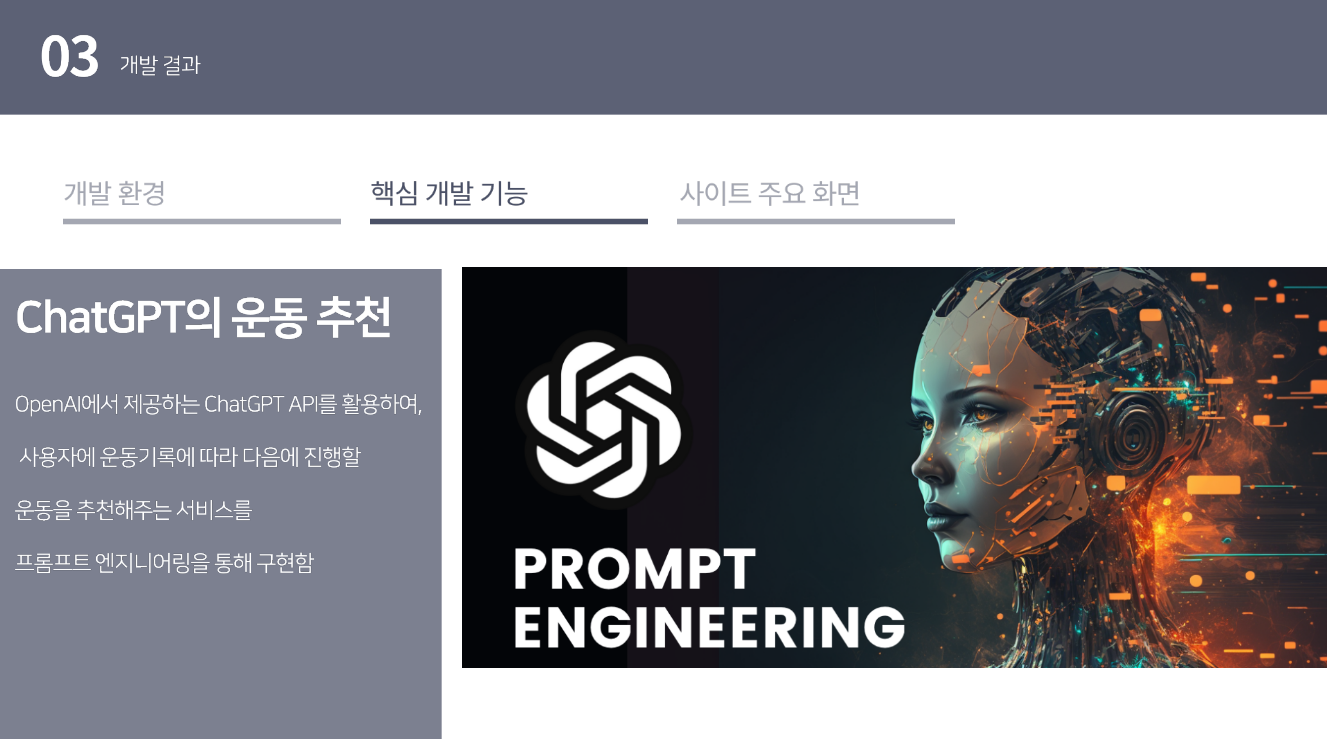 03 개발 결과
개발 환경
핵심 개발 기능
사이트 주요 화면
ChatGPT의 운동 추천
OpenAI에서 제공하는 ChatGPT API를 활용하여,
사용자에 운동기록에 따라 다음에 진행할
운동을 추천해주는 서비스를
프롬프트 엔지니어링을 통해 구현함
PROMPT
ENGINEERING